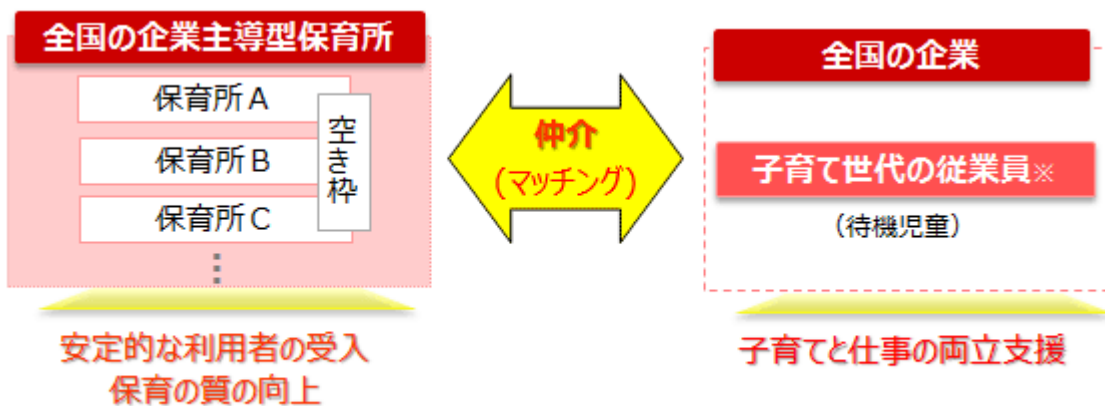 全国の企業主導型保育所
保育所A
保育所B
保育所C
空き枠
⋮
安定的な利用者の受入
保育の質の向上
仲介
(マッチング)
全国の企業
子育て世代の従業員※
（待機児童）
子育てと仕事の両立支援